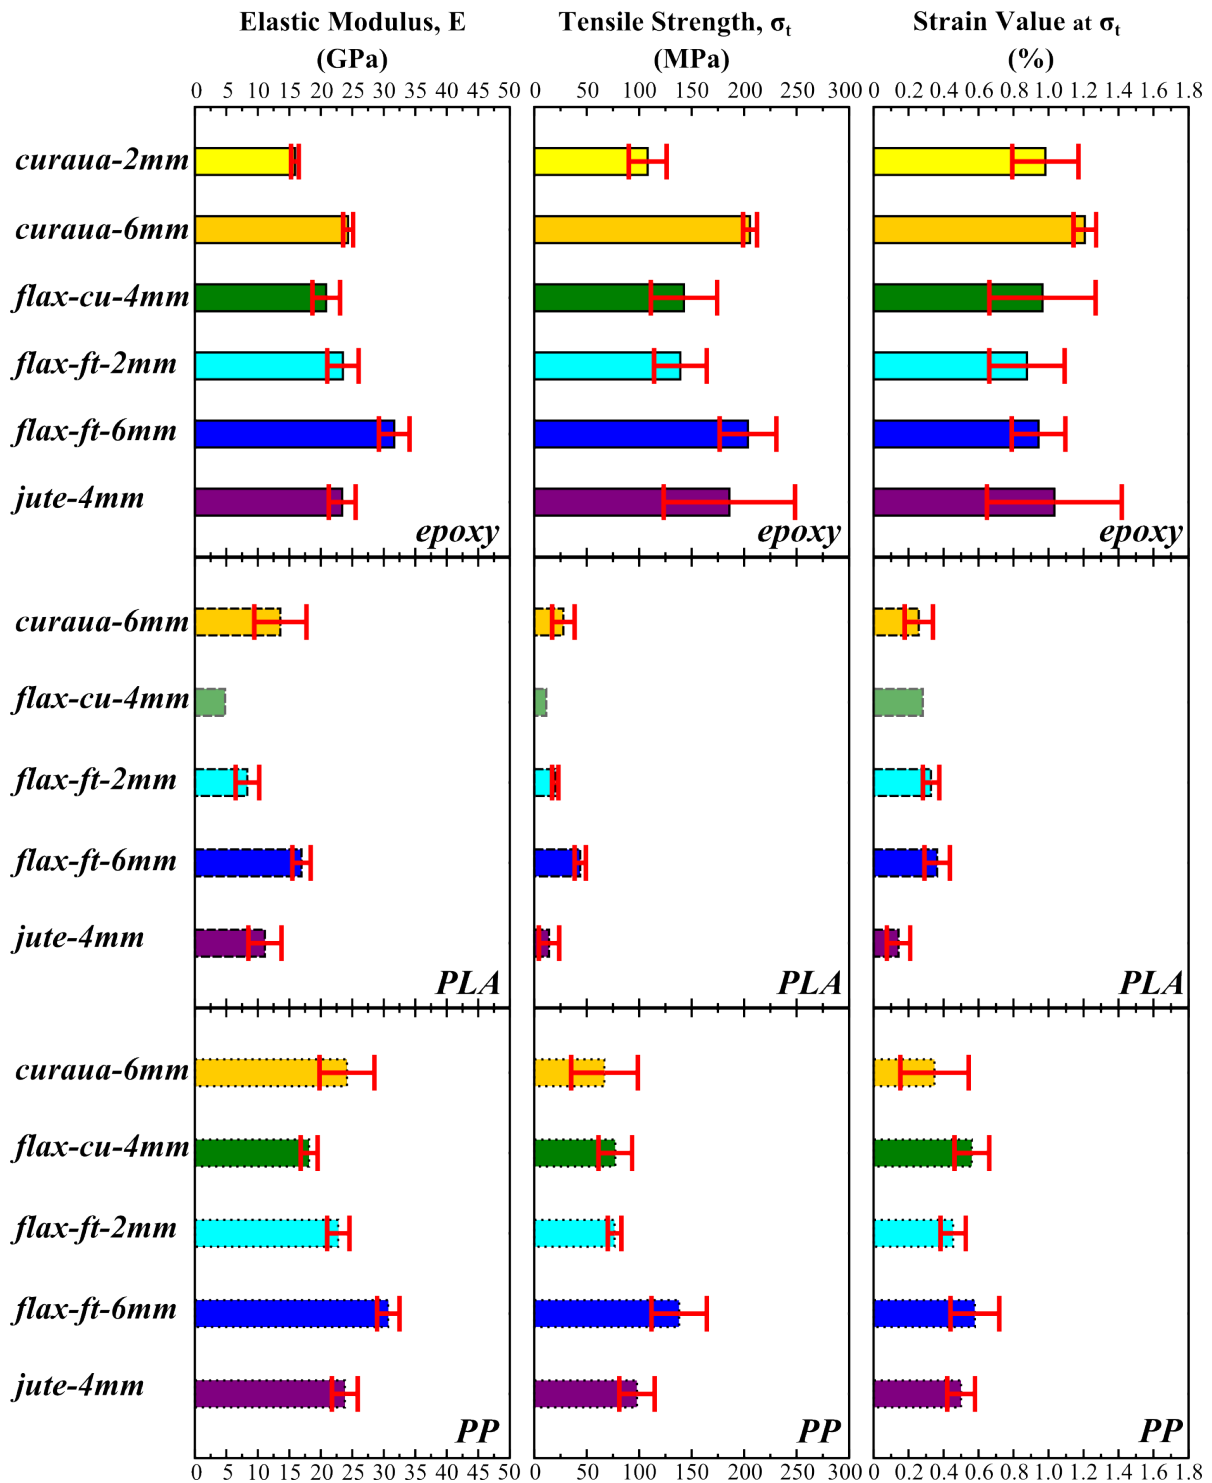 Elastic Modulus, E Tensile Strength, σt Strain Value at σt
(GPa) (MPa) (%)
0 5 10 15 20 25 30 35 40 45 50 0 50 100 150 200 250 300 0 0.2 0.4 0.6 0.8 1.0 1.2 1.4 1.6 1.8
curaua-2mm
curaua-6mm
flax-cu-4mm
flax-ft-2mm
flax-ft-6mm
jute-4mm
epoxy epoxy epoxy
curaua-6mm
flax-cu-4mm
flax-ft-2mm
flax-ft-6mm
jute-4mm
PLA PLA PLA
curaua-6mm
flax-cu-4mm
flax-ft-2mm
flax-ft-6mm
jute-4mm
PP PP PP
0 5 10 15 20 25 30 35 40 45 50 0 50 100 150 200 250 300 0 0.2 0.4 0.6 0.8 1.0 1.2 1.4 1.6 1.8